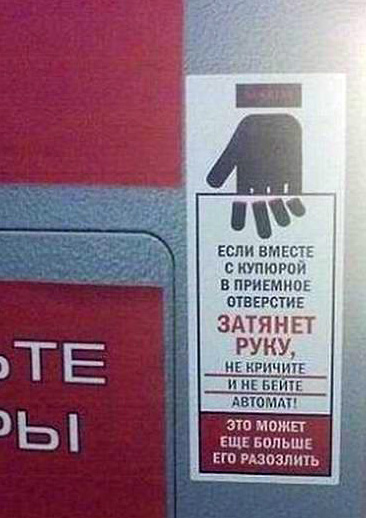 ЕСЛИ ВМЕСТЕ
С КУПЮРОЙ
В ПРИЕМНОЕ
ОТВЕРСТИЕ
ЗАТЯНЕТ
РУКУ,
НЕ КРИЧИТЕ
И НЕ БЕЙТЕ
АВТОМАТ!
ЭТО МОЖЕТ
ЕЩЕ БОЛЬШЕ
ЕГО РАЗОЗЛИТЬ
ЬТЕ
РЫ